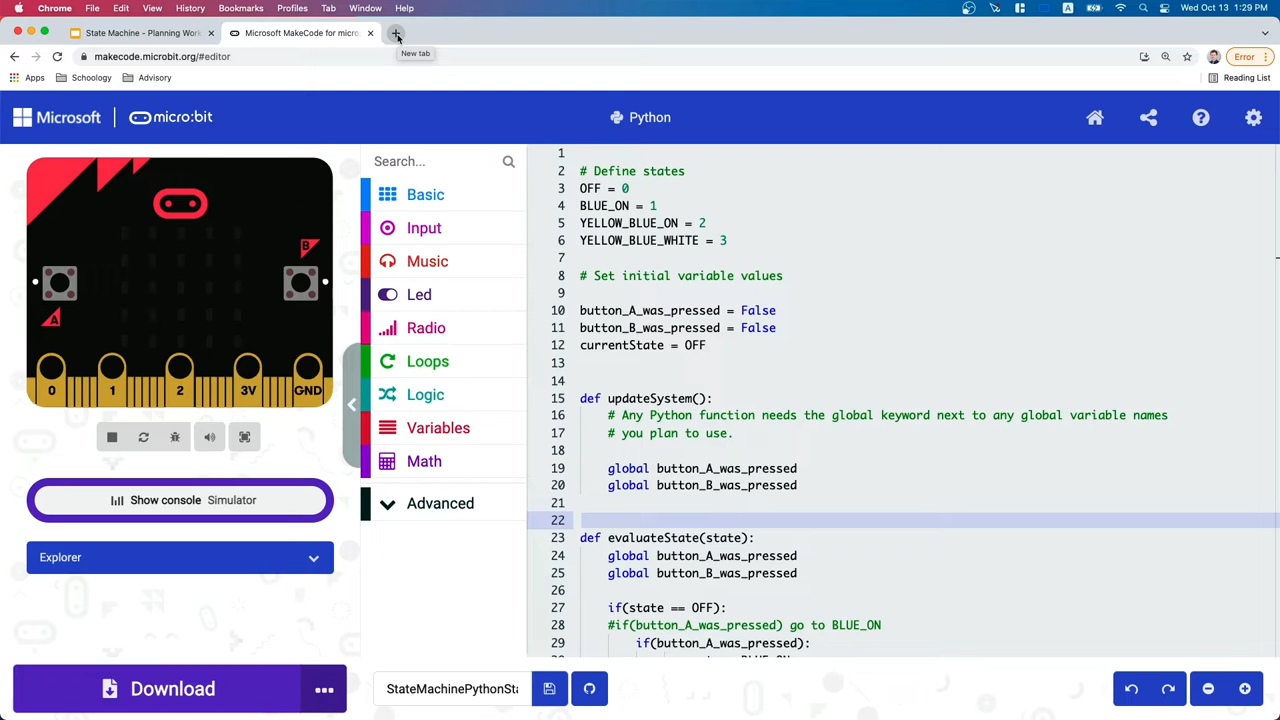 Chrome File Edit View History Bookmarks Profiles Tab Window Help
Wed Oct 13 1:29 PM
State Machine - Planning Work
Microsoft MakeCode for micro:
New tab
makecode.microbit.org/#editor
Error
Apps Schoology Advisory
Reading List
Microsoft micro:bit
Python
A
B
0 1 2 3V GND
Show console Simulator
Explorer
Download
Search...
Basic
Input
Music
Led
Radio
Loops
Logic
Variables
Math
Advanced
1
2 # Define states
3 OFF = 0
4 BLUE_ON = 1
5 YELLOW_BLUE_ON = 2
6 YELLOW_BLUE_WHITE = 3
7
8 # Set initial variable values
9
10 button_A_was_pressed = False
11 button_B_was_pressed = False
12 currentState = OFF
13
14
15 def updateSystem():
16 # Any Python function needs the global keyword next to any global variable names
17 # you plan to use.
18
19 global button_A_was_pressed
20 global button_B_was_pressed
21
22
23 def evaluateState(state):
24 global button_A_was_pressed
25 global button_B_was_pressed
26
27 if(state == OFF):
28 #if(button_A_was_pressed) go to BLUE_ON
29 if(button_A_was_pressed):
StateMachinePythonSta